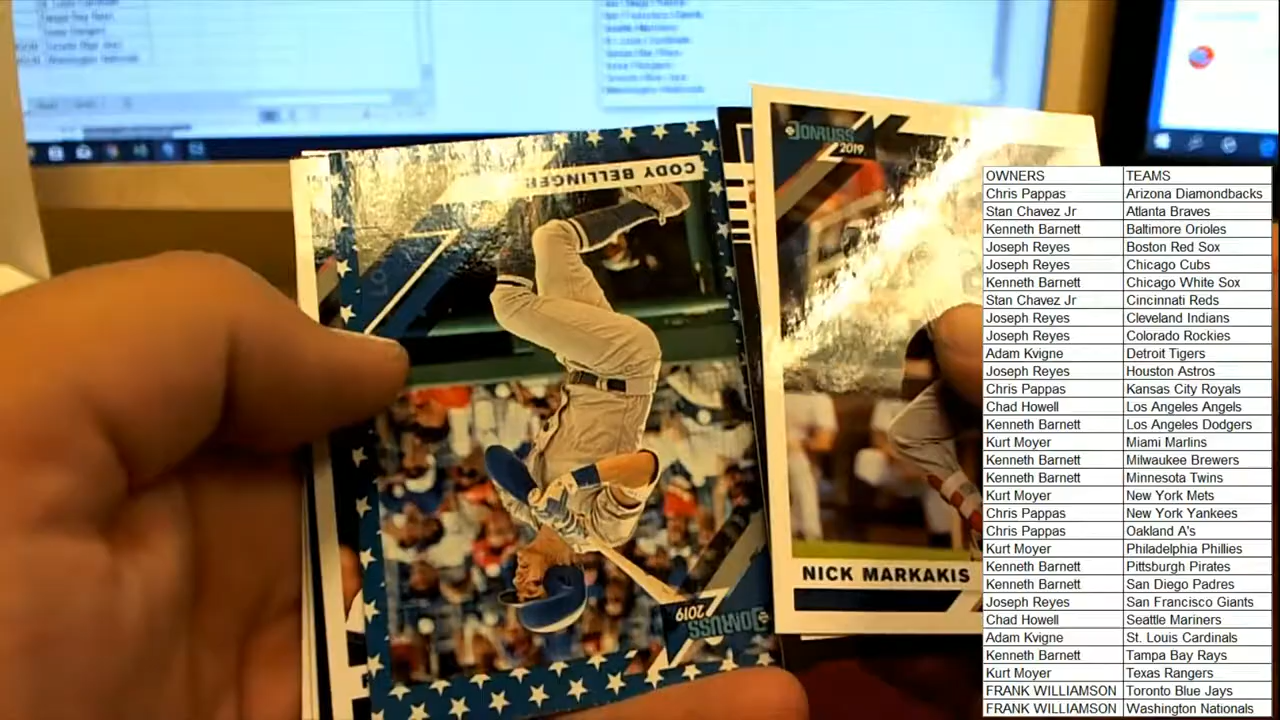 CODY BELLINGER
DONRUSS
2019
DONRUSS
2019
NICK MARKAKIS
OWNERS TEAMS
Chris Pappas Arizona Diamondbacks
Stan Chavez Jr Atlanta Braves
Kenneth Barnett Baltimore Orioles
Joseph Reyes Boston Red Sox
Joseph Reyes Chicago Cubs
Kenneth Barnett Chicago White Sox
Stan Chavez Jr Cincinnati Reds
Joseph Reyes Cleveland Indians
Joseph Reyes Colorado Rockies
Adam Kvigne Detroit Tigers
Joseph Reyes Houston Astros
Chris Pappas Kansas City Royals
Chad Howell Los Angeles Angels
Kenneth Barnett Los Angeles Dodgers
Kurt Moyer Miami Marlins
Kenneth Barnett Milwaukee Brewers
Kenneth Barnett Minnesota Twins
Kurt Moyer New York Mets
Chris Pappas New York Yankees
Chris Pappas Oakland A's
Kurt Moyer Philadelphia Phillies
Kenneth Barnett Pittsburgh Pirates
Kenneth Barnett San Diego Padres
Joseph Reyes San Francisco Giants
Chad Howell Seattle Mariners
Adam Kvigne St. Louis Cardinals
Kenneth Barnett Tampa Bay Rays
Kurt Moyer Texas Rangers
FRANK WILLIAMSON Toronto Blue Jays
FRANK WILLIAMSON Washington Nationals